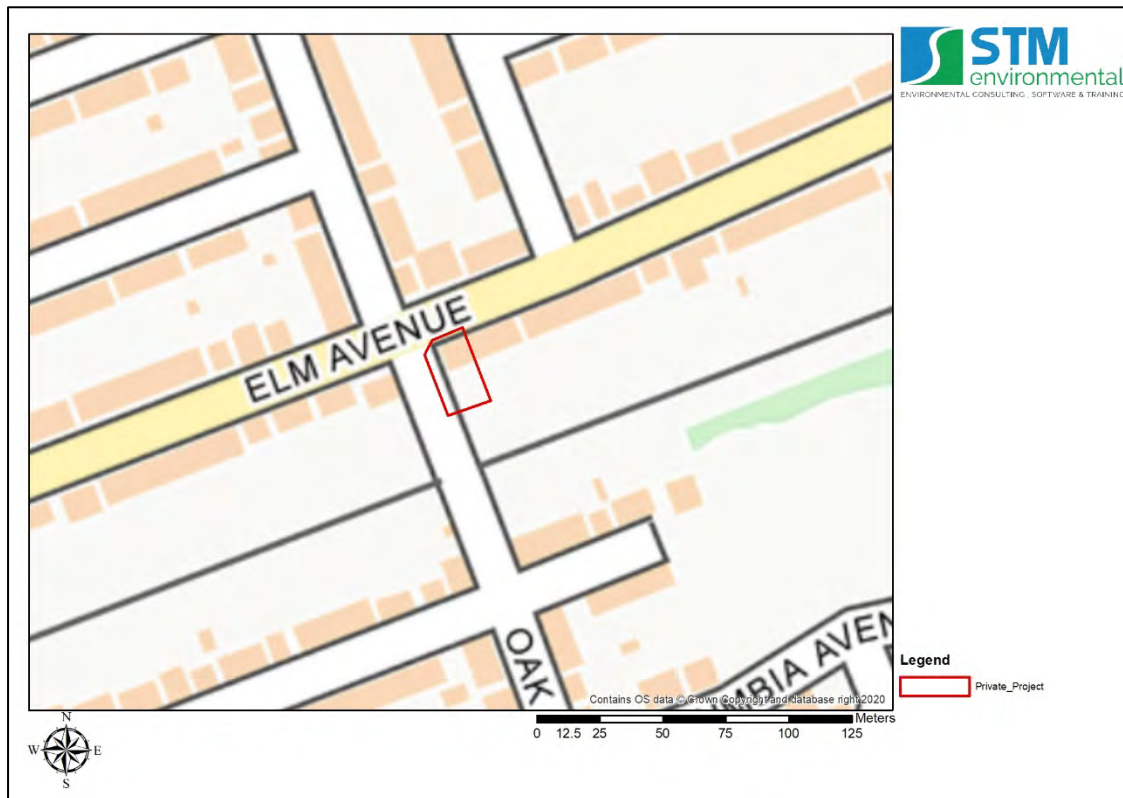 STM
environmental
ENVIRONMENTAL CONSULTING , SOFTWARE & TRAINING
ELM AVENUE
OAK
MBIA AVEN
Contains OS data © Crown Copyright and database right 2020
Legend
Private_Project
Meters
0 12.5 25 50 75 100 125
N
W E
S